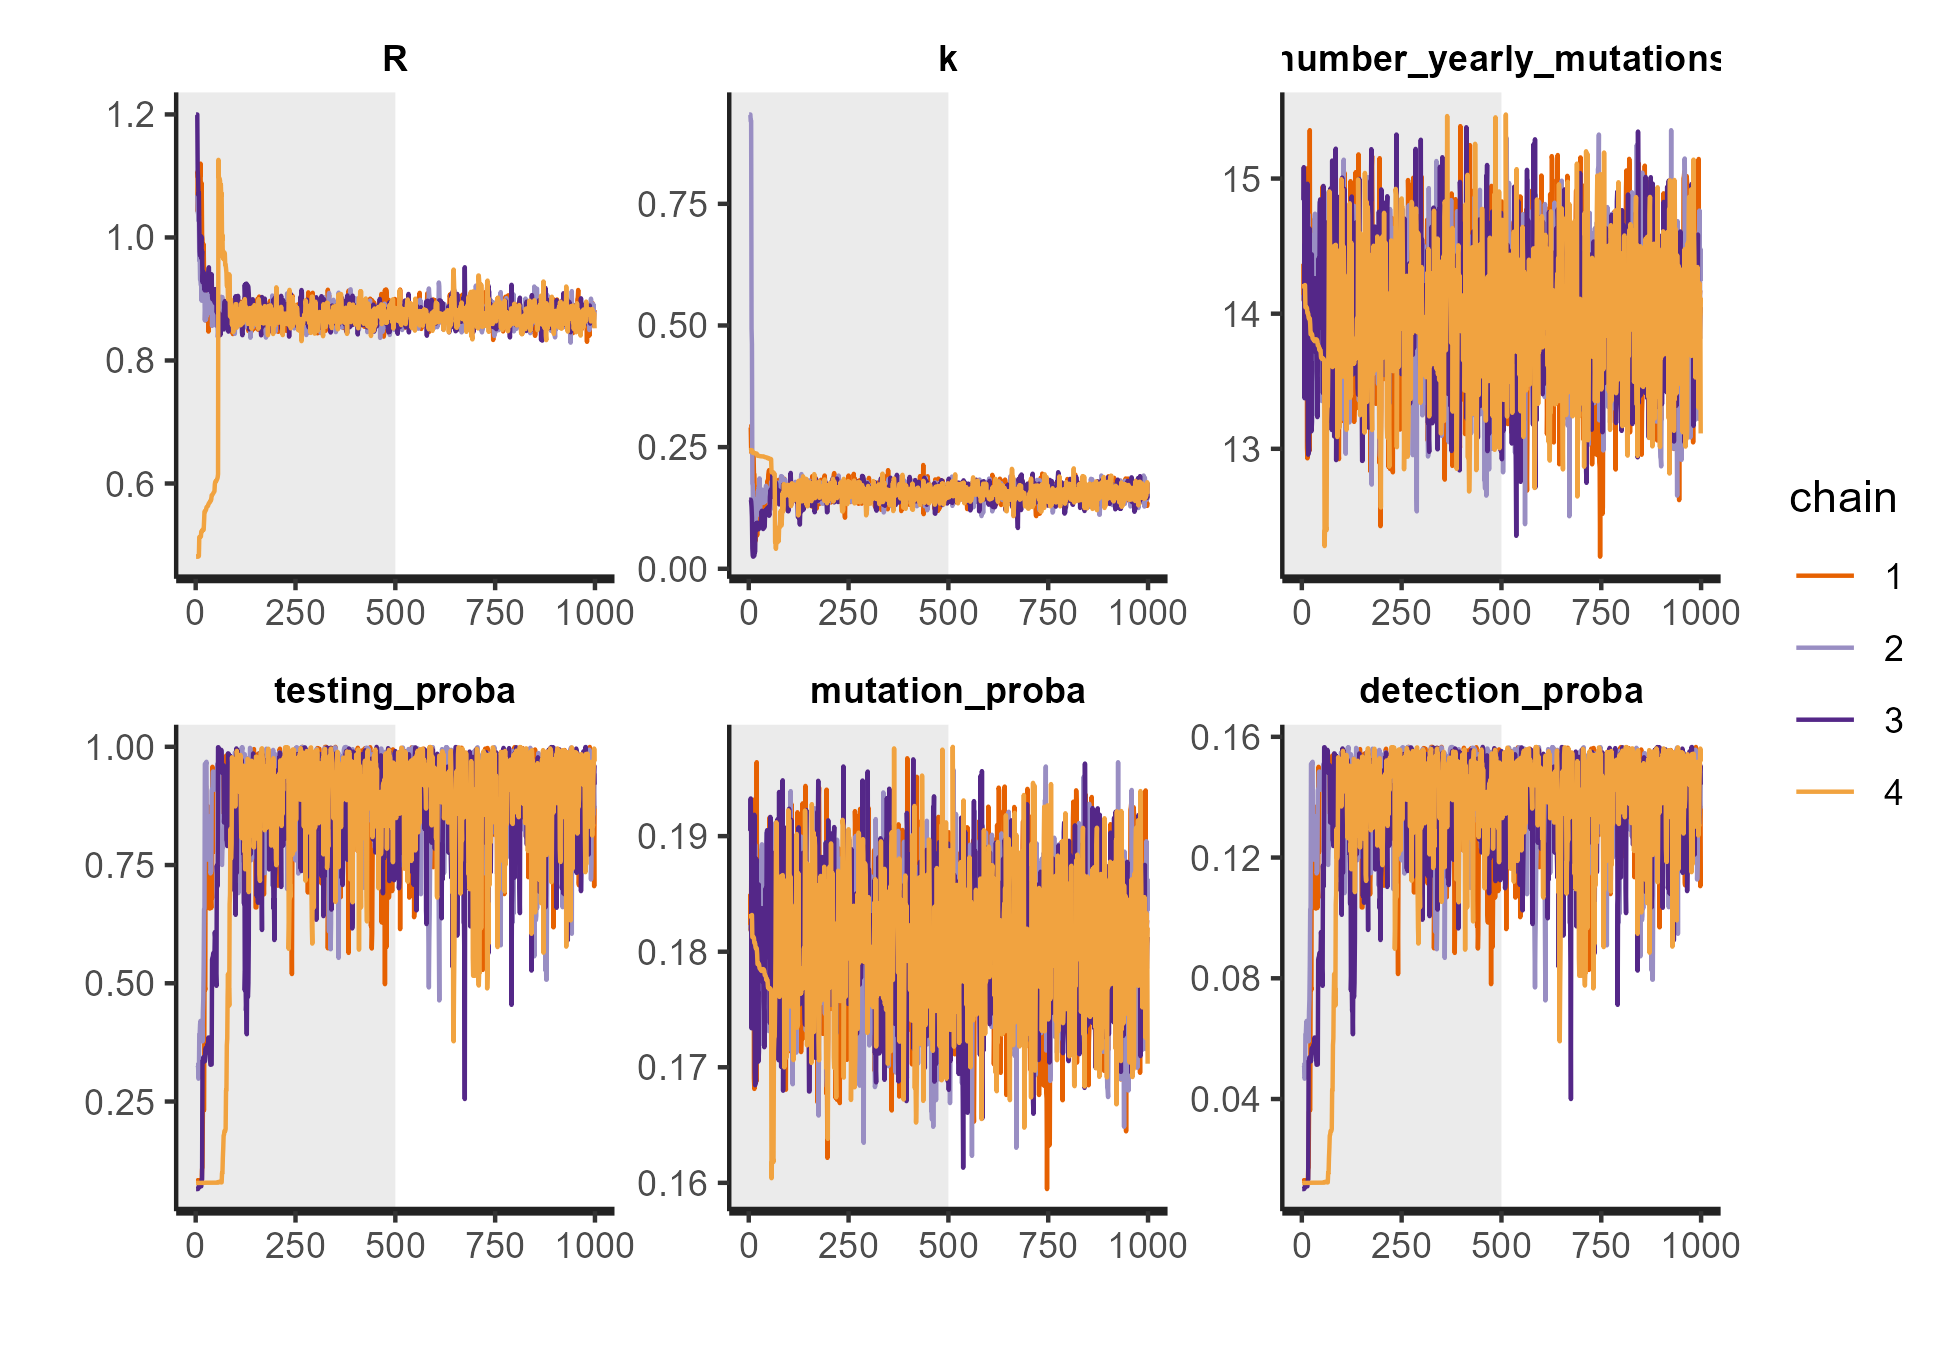 R
k
number_yearly_mutations
1.2
1.0
0.8
0.6
0.75
0.50
0.25
0.00
15
14
13
0 250 500 750 1000
0 250 500 750 1000
0 250 500 750 1000
testing_proba
mutation_proba
detection_proba
1.00
0.75
0.50
0.25
0.19
0.18
0.17
0.16
0.16
0.12
0.08
0.04
0 250 500 750 1000
0 250 500 750 1000
0 250 500 750 1000
chain
1
2
3
4